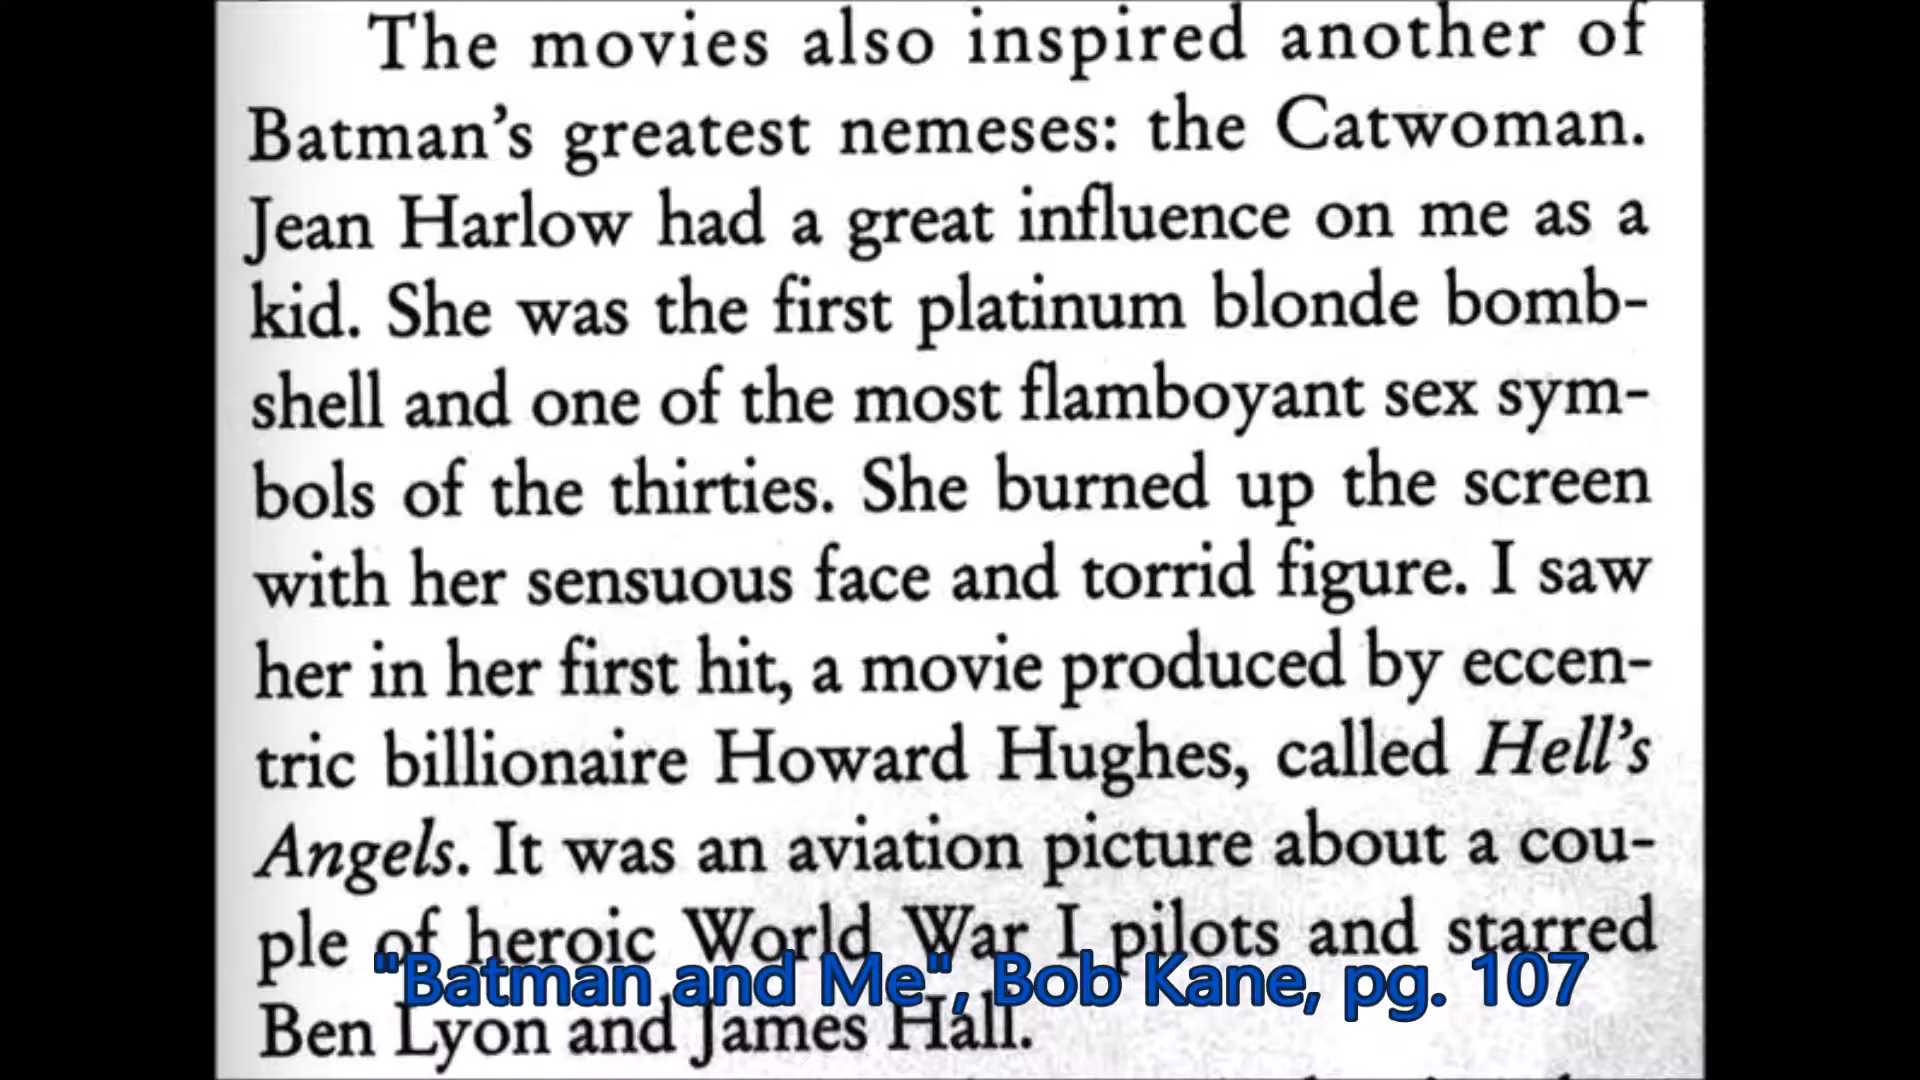 The movies also inspired another of
Batman's greatest nemeses: the Catwoman.
Jean Harlow had a great influence on me as a
kid. She was the first platinum blonde bomb-
shell and one of the most flamboyant sex sym-
bols of the thirties. She burned up the screen
with her sensuous face and torrid figure. I saw
her in her first hit, a movie produced by eccen-
tric billionaire Howard Hughes, called Hell's
Angels. It was an aviation picture about a cou-
ple of heroic World War I pilots and starred
"Batman and Me", Bob Kane, pg. 107
Ben Lyon and James Hall.